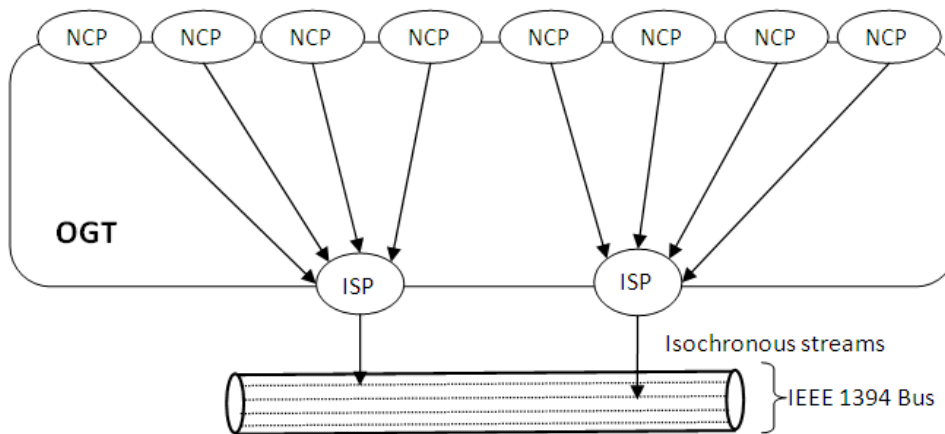 NCP NCP NCP NCP NCP NCP NCP NCP
OGT
ISP ISP
Isochronous streams
IEEE 1394 Bus